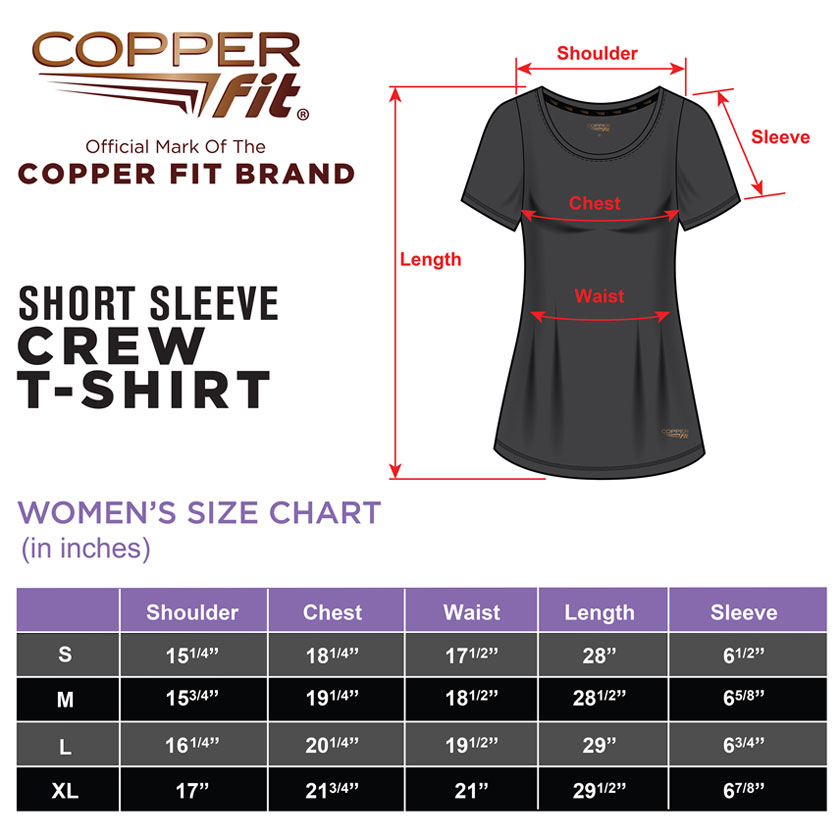 COPPER
fit®
Official Mark Of The
COPPER FIT BRAND
SHORT SLEEVE
CREW
T-SHIRT
Shoulder
Sleeve
COPPER
fit
Chest
Length
Waist
COPPER
fit
WOMEN'S SIZE CHART
(in inches)
Shoulder Chest Waist Length Sleeve
S 15 1/4’’ 18 1/4’’ 17 1/2’’ 28” 6 1/2’’
M 15 3/4’’ 19 1/4’’ 18 1/2’’ 28 1/2’’ 6 5/8’’
L 16 1/4’’ 20 1/4’’ 19 1/2’’ 29” 6 3/4’’
XL 17” 21 3/4’’ 21” 29 1/2’’ 6 7/8’’